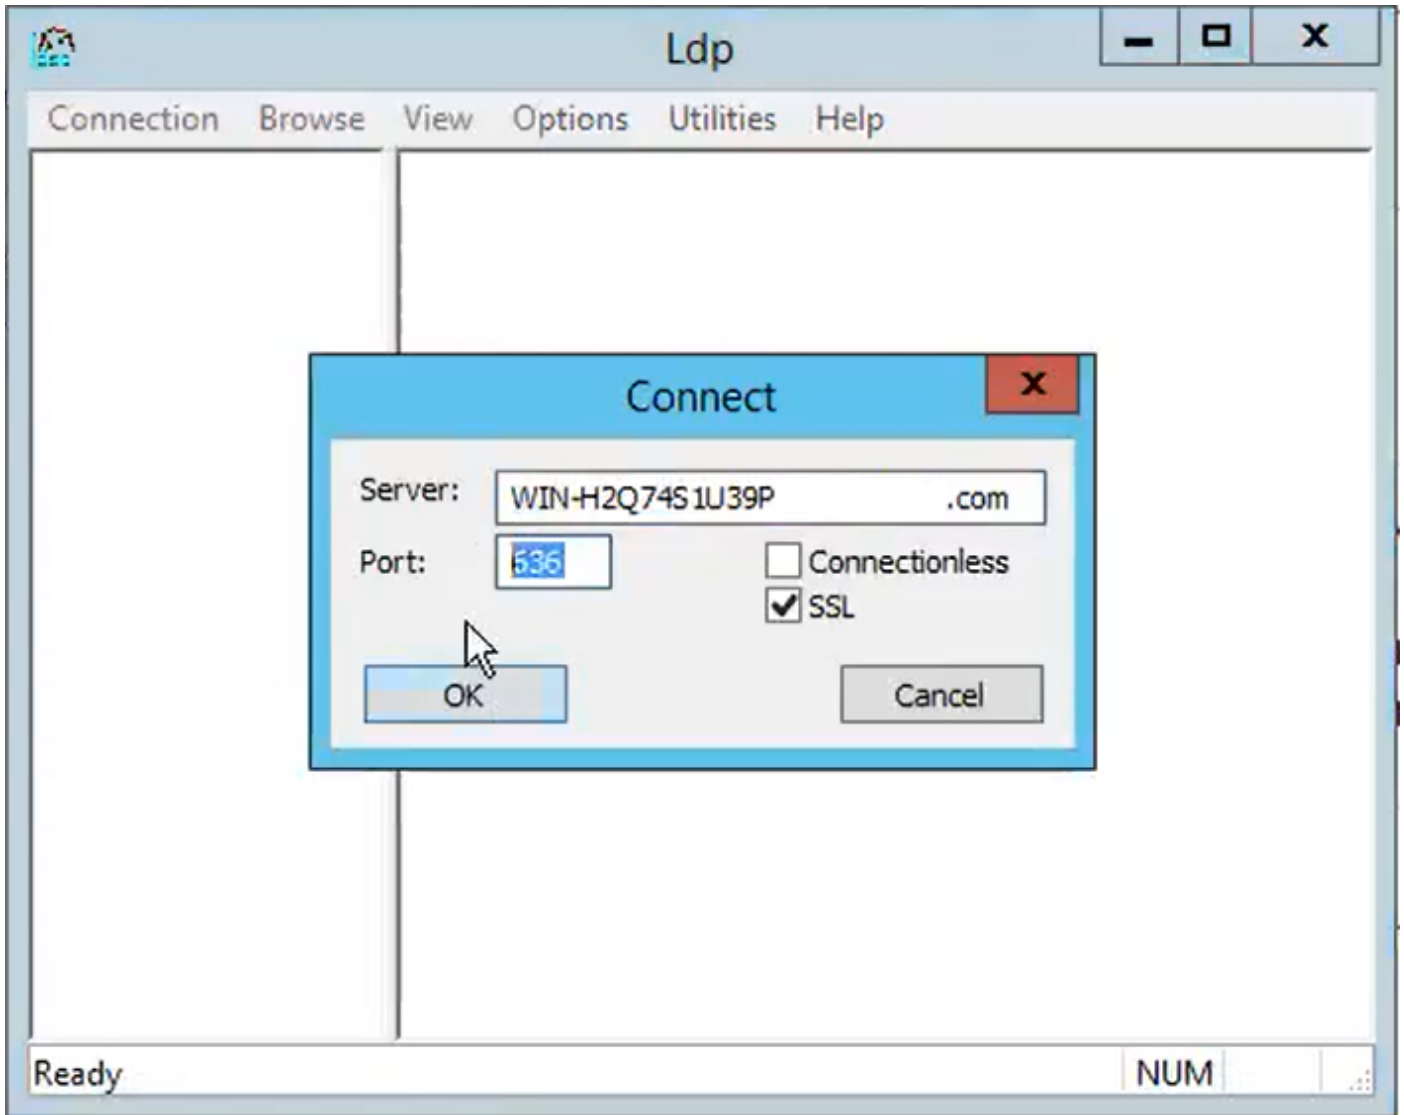 Ldp
Connection Browse View Options Utilities Help
Connect
Server: WIN-H2Q74S1U39P .com
Port: 636 Connectionless
SSL
OK Cancel
Ready NUM